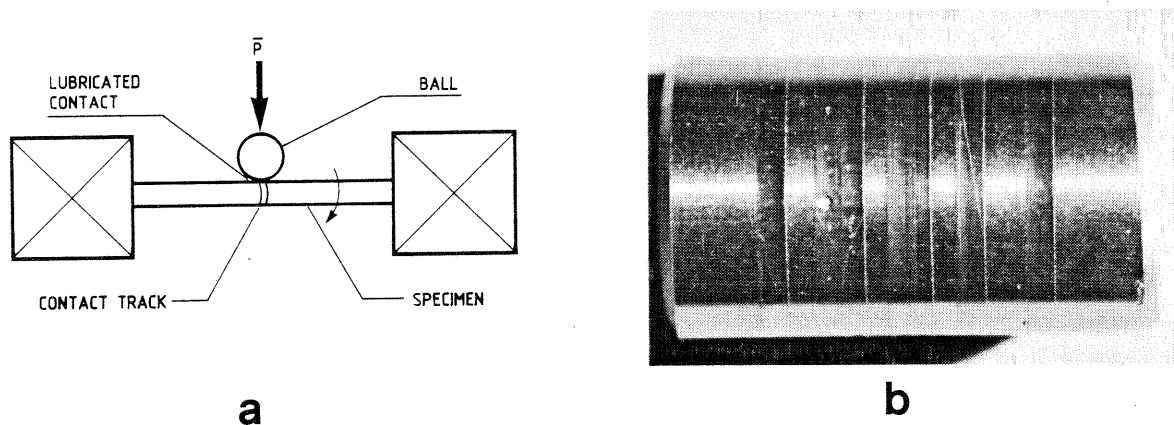 P̅
LUBRICATED
CONTACT
BALL
CONTACT TRACK
SPECIMEN
a
b